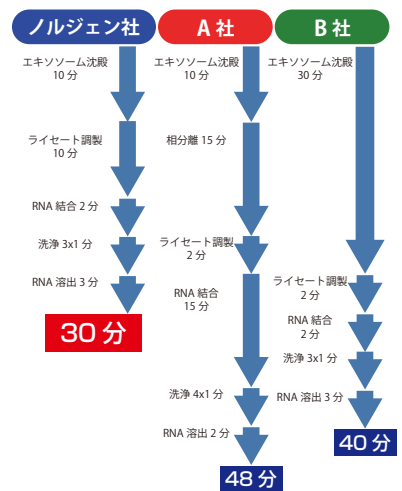 ノルジェン社
エキソソーム沈殿
10 分
ライセート調製
10 分
RNA 結合 2 分
洗浄 3x1 分
RNA 溶出 3 分
30 分
A 社
エキソソーム沈殿
10 分
相分離 15 分
ライセート調製
2 分
RNA 結合
15 分
洗浄 4x1 分
RNA 溶出 2 分
48 分
B 社
エキソソーム沈殿
30 分
ライセート調製
2 分
RNA 結合
2 分
洗浄 3x1 分
RNA 溶出 3 分
40 分